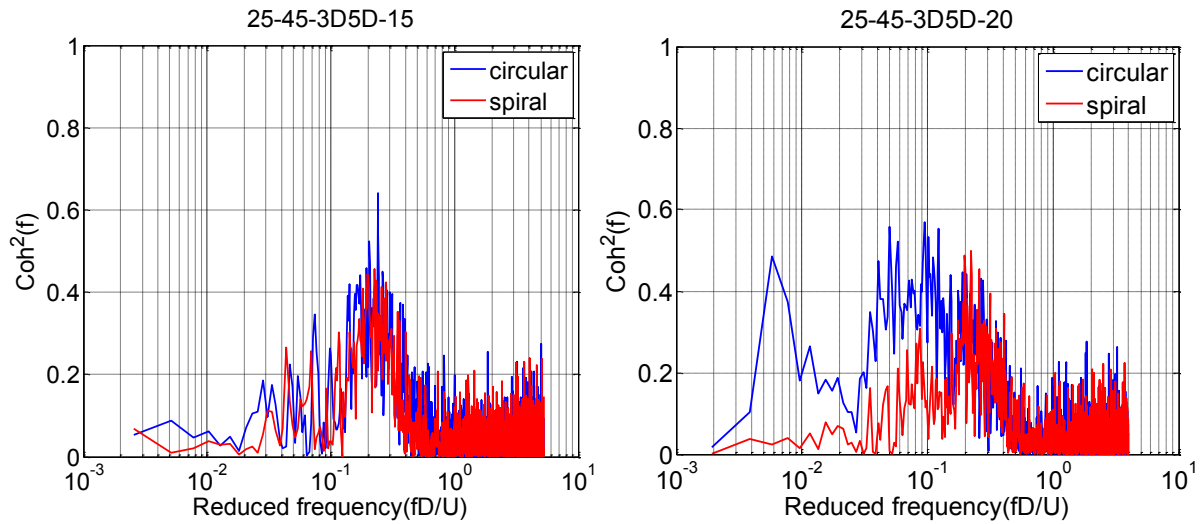 25-45-3D5D-15
Coh²(f)
1
0.8
0.6
0.4
0.2
0
circular
spiral
10⁻³ 10⁻² 10⁻¹ 10⁰ 10¹
Reduced frequency(fD/U)
25-45-3D5D-20
Coh²(f)
1
0.8
0.6
0.4
0.2
0
circular
spiral
10⁻³ 10⁻² 10⁻¹ 10⁰ 10¹
Reduced frequency(fD/U)